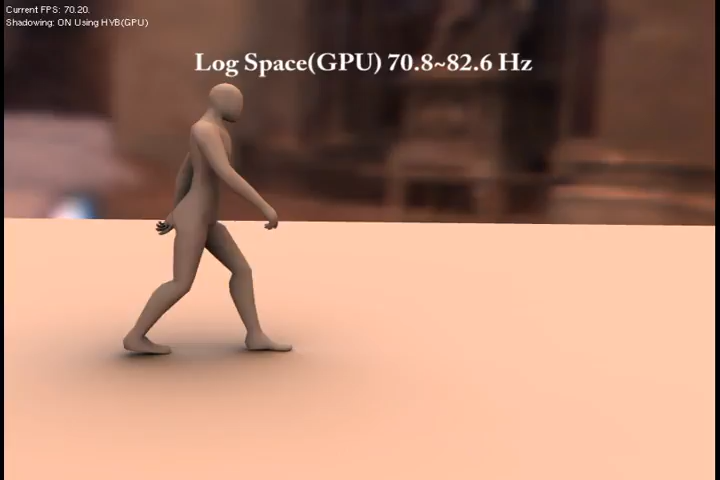 Current FPS: 70.20.
Shadowing: ON Using HYB(GPU)
Log Space(GPU) 70.8~82.6 Hz